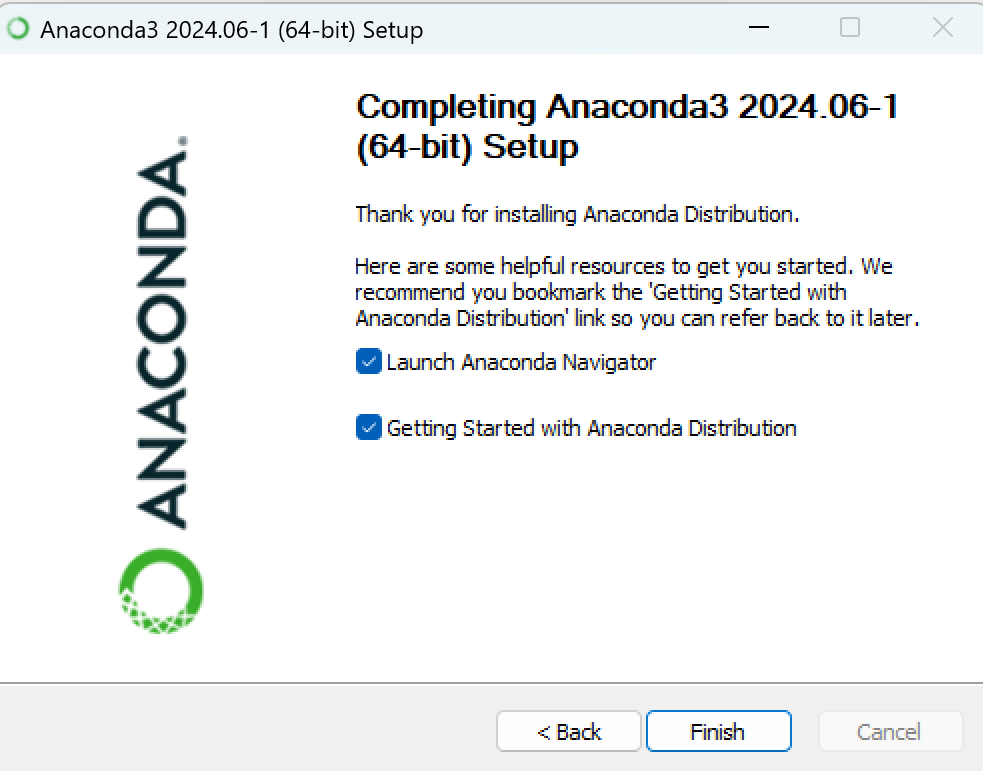 Anaconda3 2024.06-1 (64-bit) Setup
ANACONDA.
Completing Anaconda3 2024.06-1
(64-bit) Setup
Thank you for installing Anaconda Distribution.
Here are some helpful resources to get you started. We
recommend you bookmark the 'Getting Started with
Anaconda Distribution' link so you can refer back to it later.
Launch Anaconda Navigator
Getting Started with Anaconda Distribution
< Back
Finish
Cancel